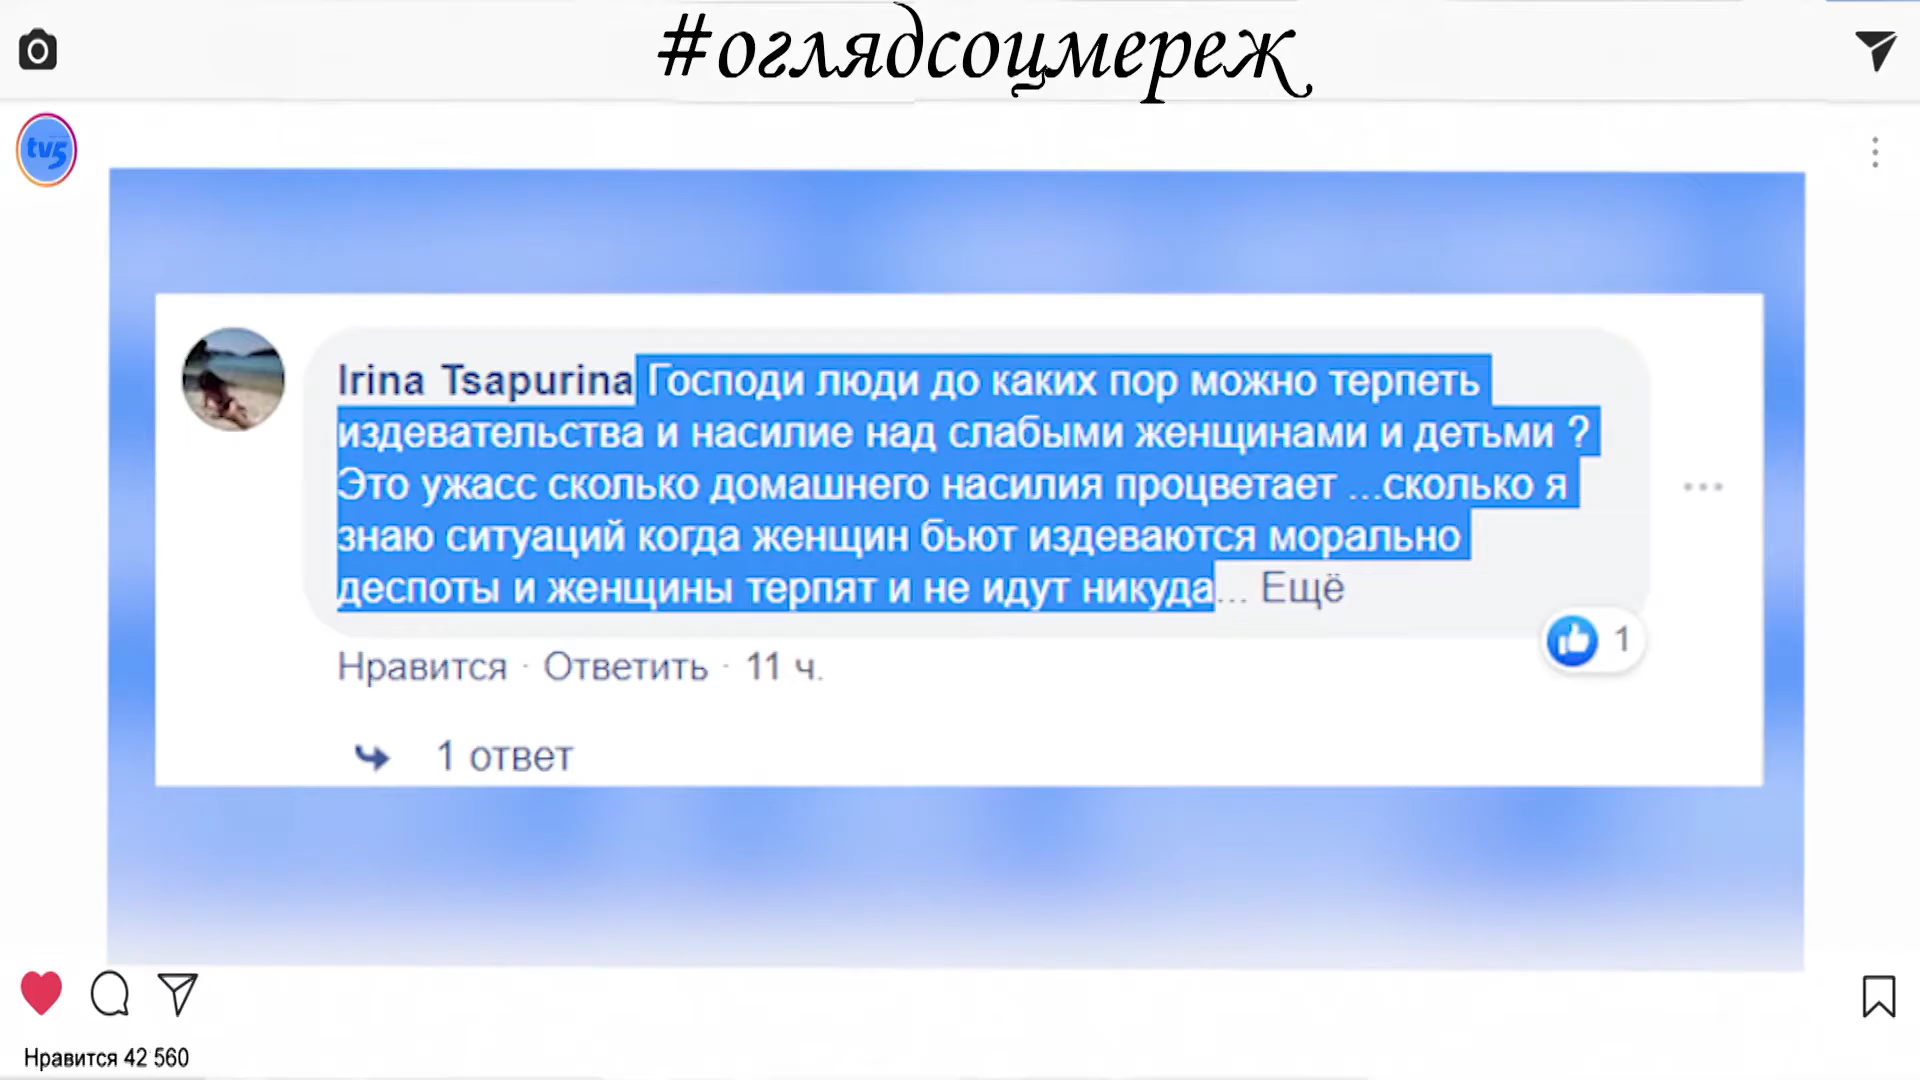 #оглядсоцмереж
tv5
Irina Tsapurina Господи люди до каких пор можно терпеть
издевательства и насилие над слабыми женщинами и детьми ?
Это ужасс сколько домашнего насилия процветает ...сколько я
знаю ситуаций когда женщин бьют издеваются морально
деспоты и женщины терпят и не идут никуда... Ещё
1
Нравится · Ответить · 11 ч.
1 ответ
Нравится 42 560